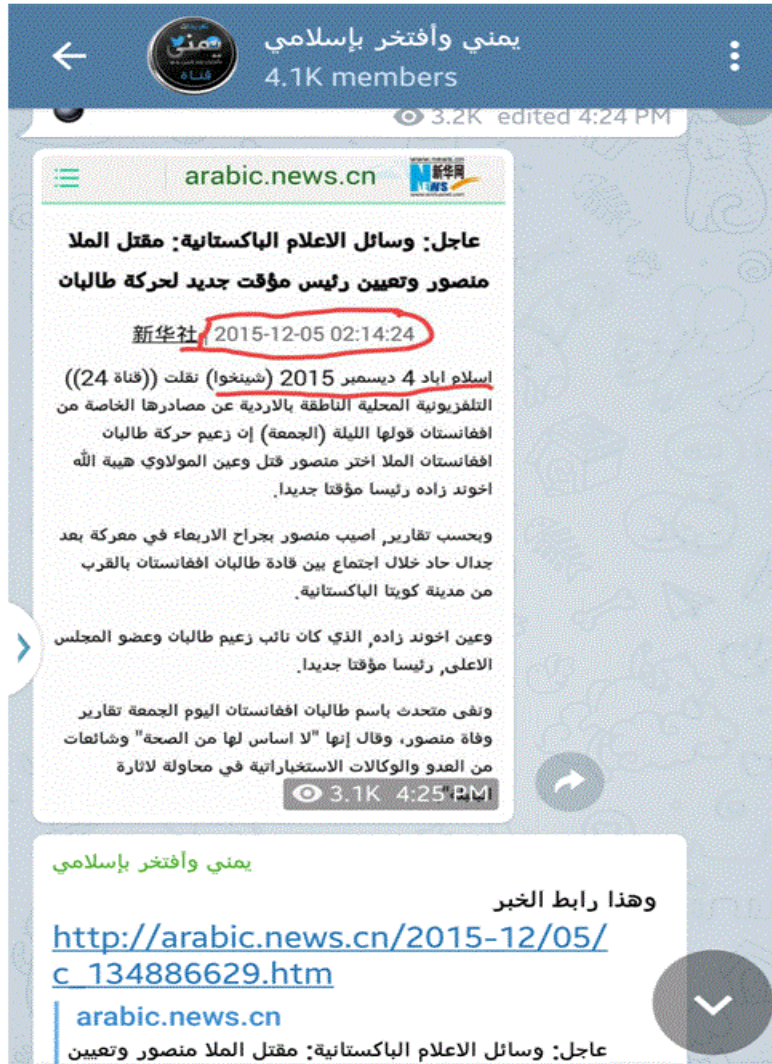 يمني وأفتخر بإسلامي
4.1K members
يمني
قناة
3.2K edited 4:24 PM
arabic.news.cn
新华网
NEWS
عاجل: وسائل الاعلام الباكستانية: مقتل الملا
منصور وتعيين رئيس مؤقت جديد لحركة طالبان
新华社 | 2015-12-05 02:14:24
اسلام اباد 4 ديسمبر 2015 (شينخوا) نقلت ((قناة 24))
التلفزيونية المحلية الناطقة بالاردية عن مصادرها الخاصة من
افغانستان قولها الليلة (الجمعة) إن زعيم حركة طالبان
افغانستان الملا اختر منصور قتل وعين المولاوي هيبة الله
اخوند زاده رئيسا مؤقتا جديدا.
وبحسب تقارير, اصيب منصور بجراح الاربعاء في معركة بعد
جدال حاد خلال اجتماع بين قادة طالبان افغانستان بالقرب
من مدينة كويتا الباكستانية.
وعين اخوند زاده, الذي كان نائب زعيم طالبان وعضو المجلس
الاعلى, رئيسا مؤقتا جديدا.
ونفى متحدث باسم طالبان افغانستان اليوم الجمعة تقارير
وفاة منصور، وقال إنها "لا اساس لها من الصحة" وشائعات
من العدو والوكالات الاستخباراتية في محاولة لاثارة
3.1K 4:25 PM
يمني وأفتخر بإسلامي
وهذا رابط الخبر
http://arabic.news.cn/2015-12/05/
c_134886629.htm
arabic.news.cn
عاجل: وسائل الاعلام الباكستانية: مقتل الملا منصور وتعيين